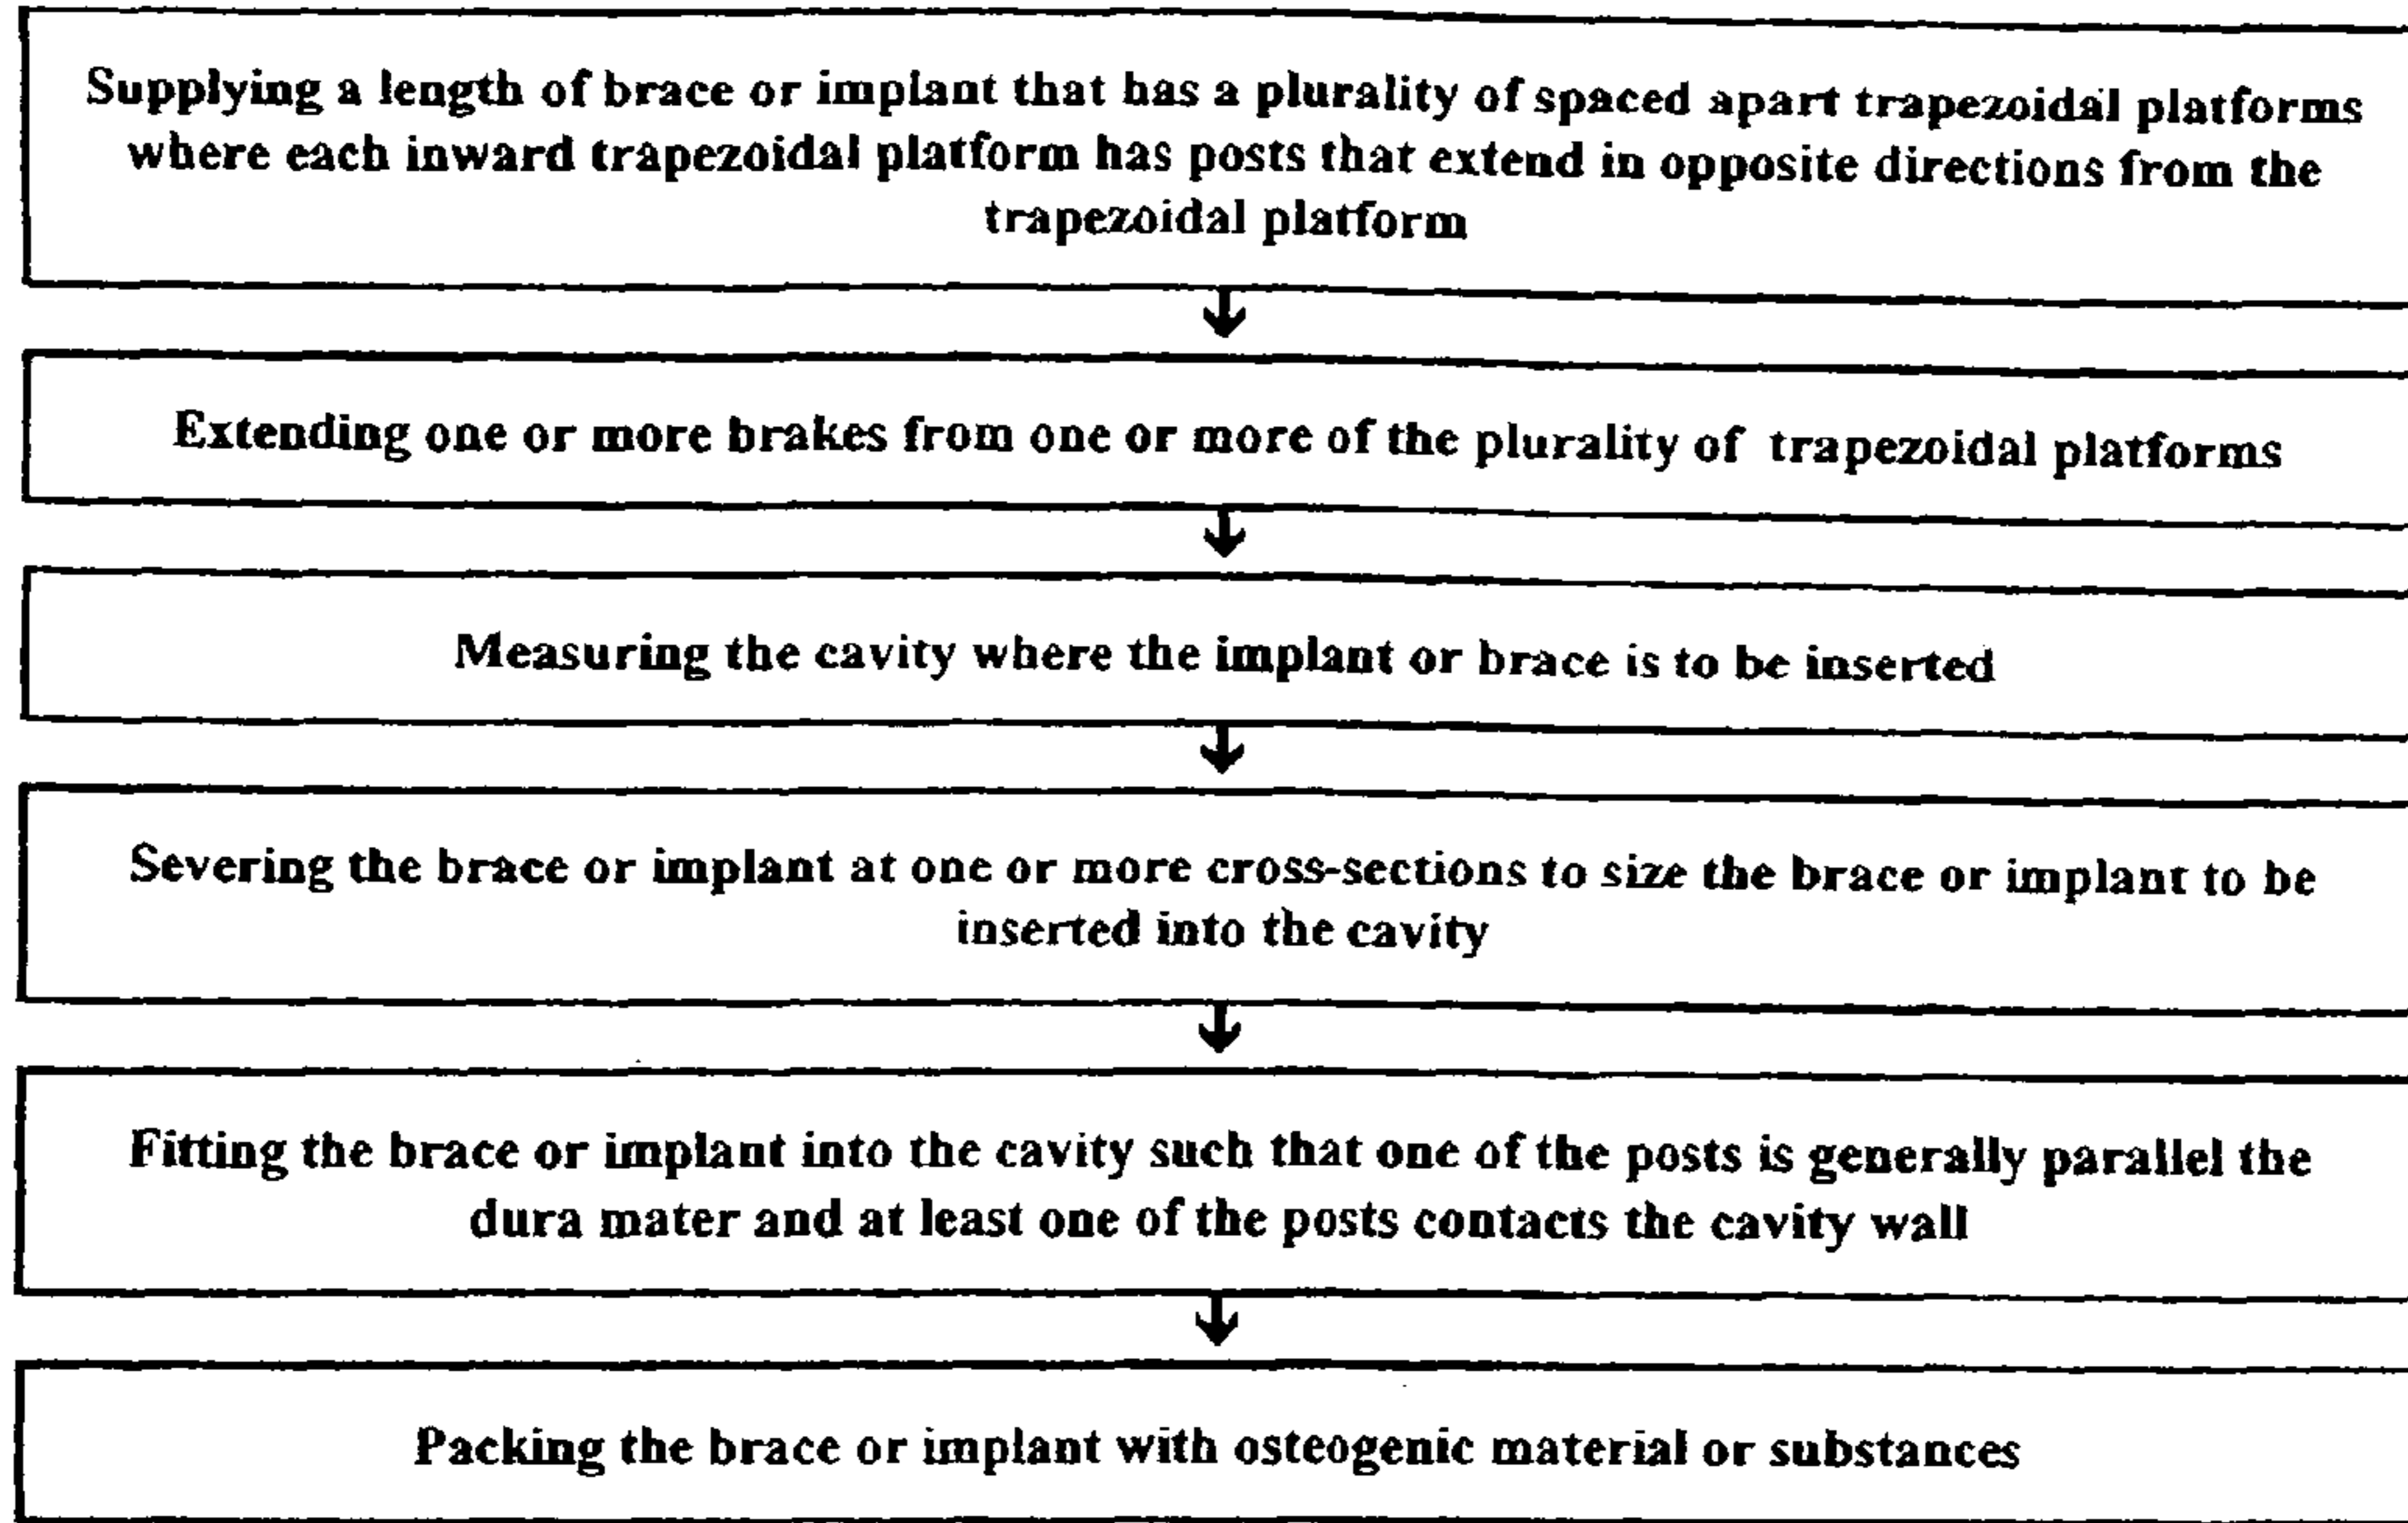 Supplying a length of brace or implant that has a plurality of spaced apart trapezoidal platforms
where each inward trapezoidal platform has posts that extend in opposite directions from the
trapezoidal platform
Extending one or more brakes from one or more of the plurality of trapezoidal platforms
Measuring the cavity where the implant or brace is to be inserted
Severing the brace or implant at one or more cross-sections to size the brace or implant to be
inserted into the cavity
Fitting the brace or implant into the cavity such that one of the posts is generally parallel the
dura mater and at least one of the posts contacts the cavity wall
Packing the brace or implant with osteogenic material or substances